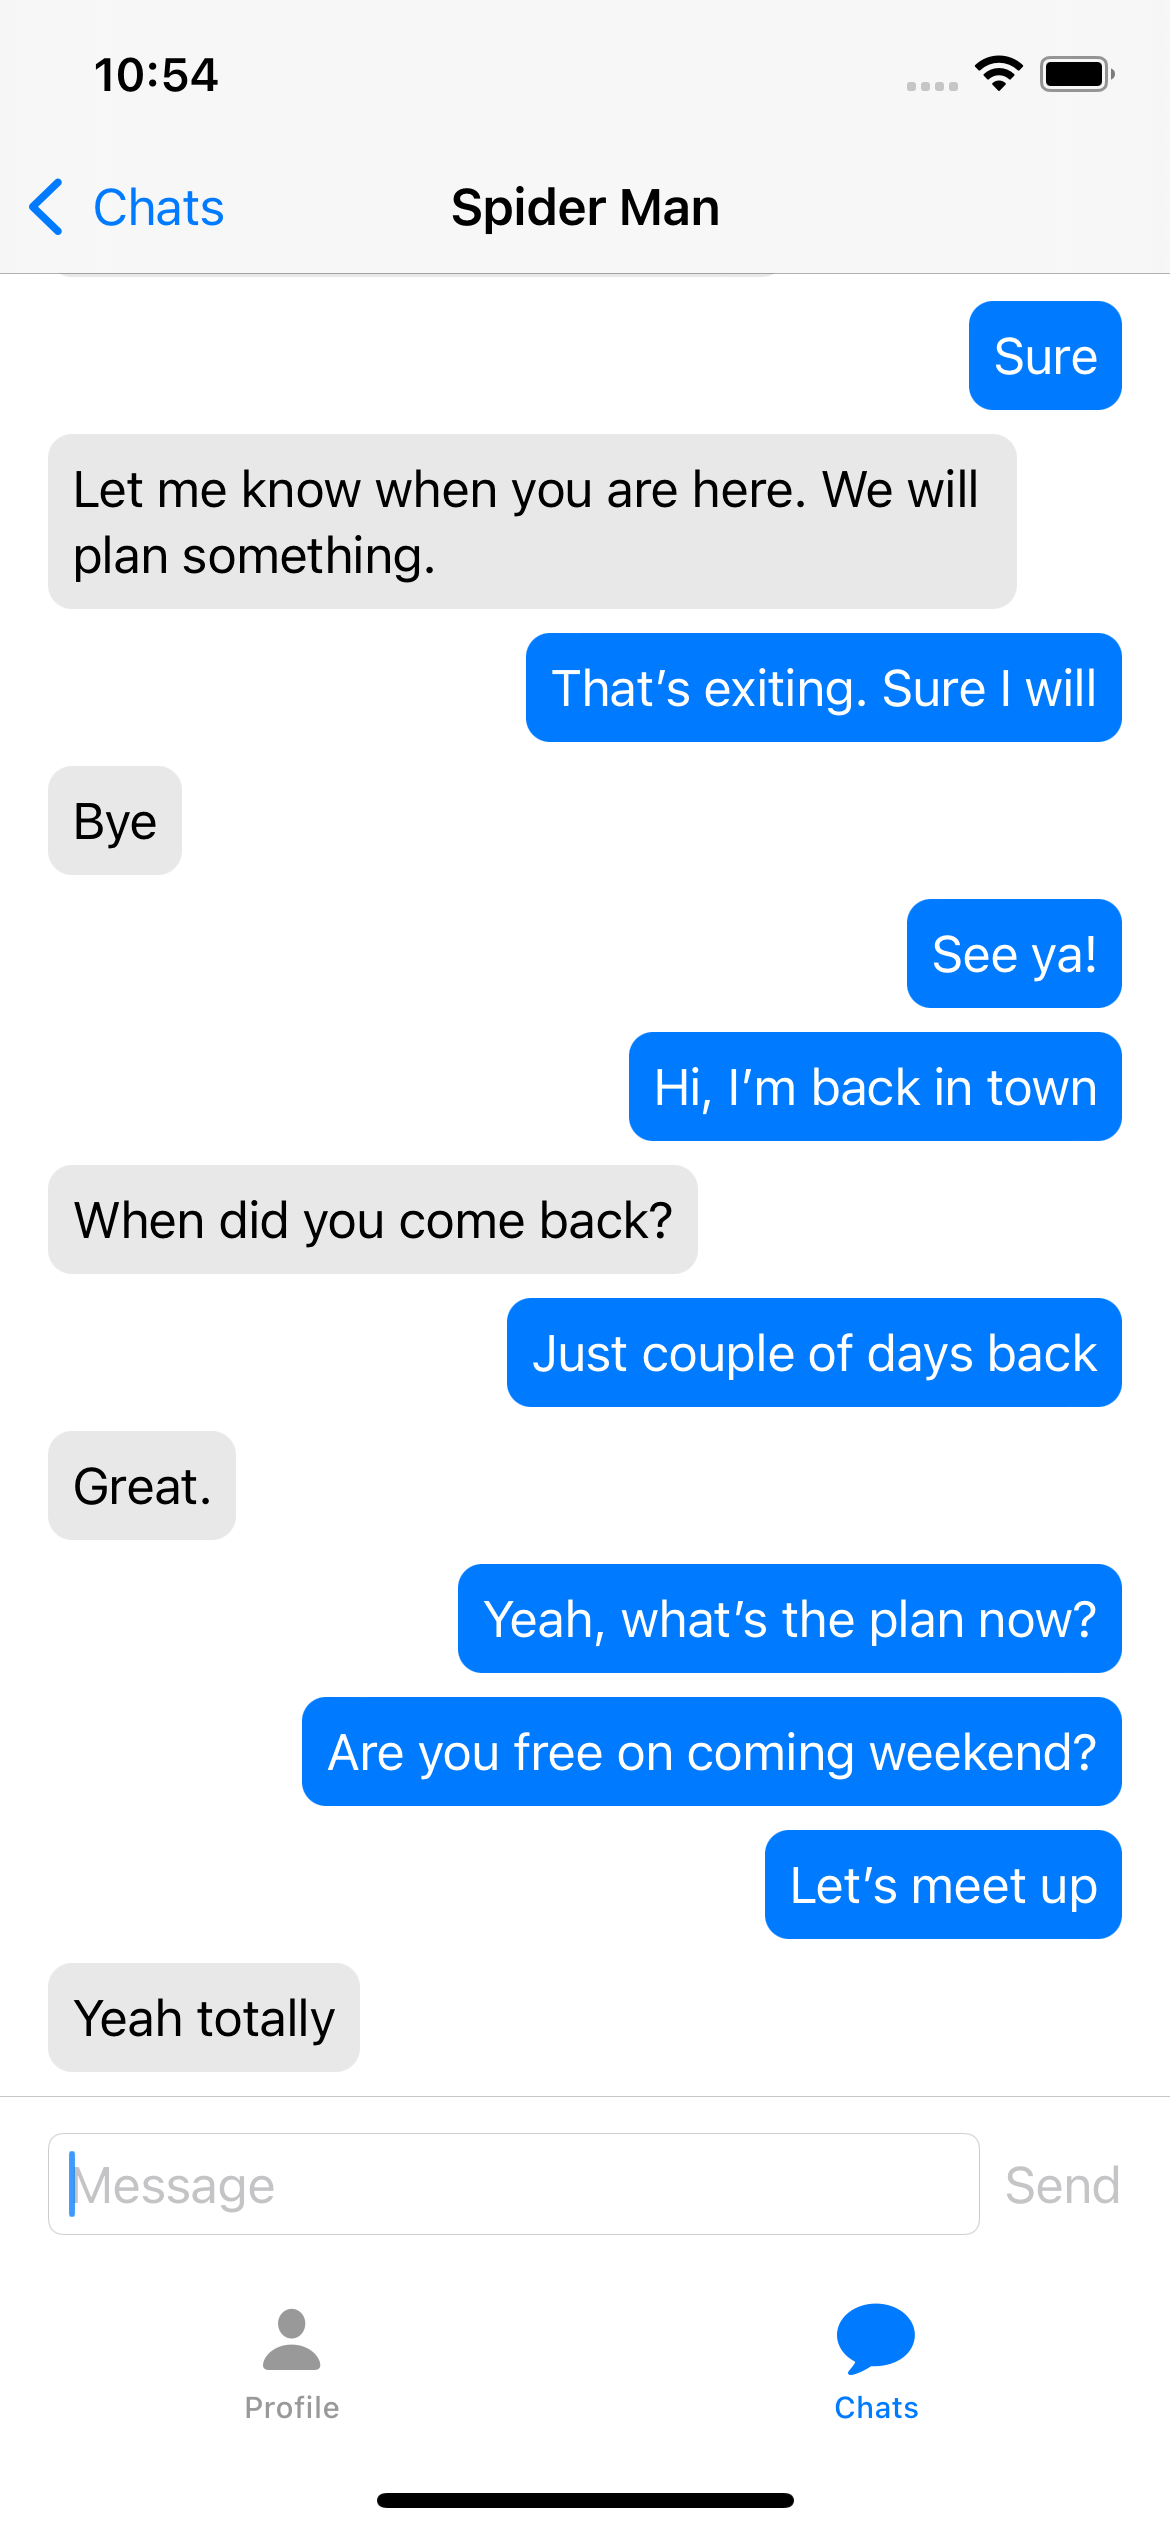 10:54
Chats
Spider Man
Sure
Let me know when you are here. We will
plan something.
That’s exiting. Sure I will
Bye
See ya!
Hi, I’m back in town
When did you come back?
Just couple of days back
Great.
Yeah, what’s the plan now?
Are you free on coming weekend?
Let’s meet up
Yeah totally
Message
Send
Profile
Chats